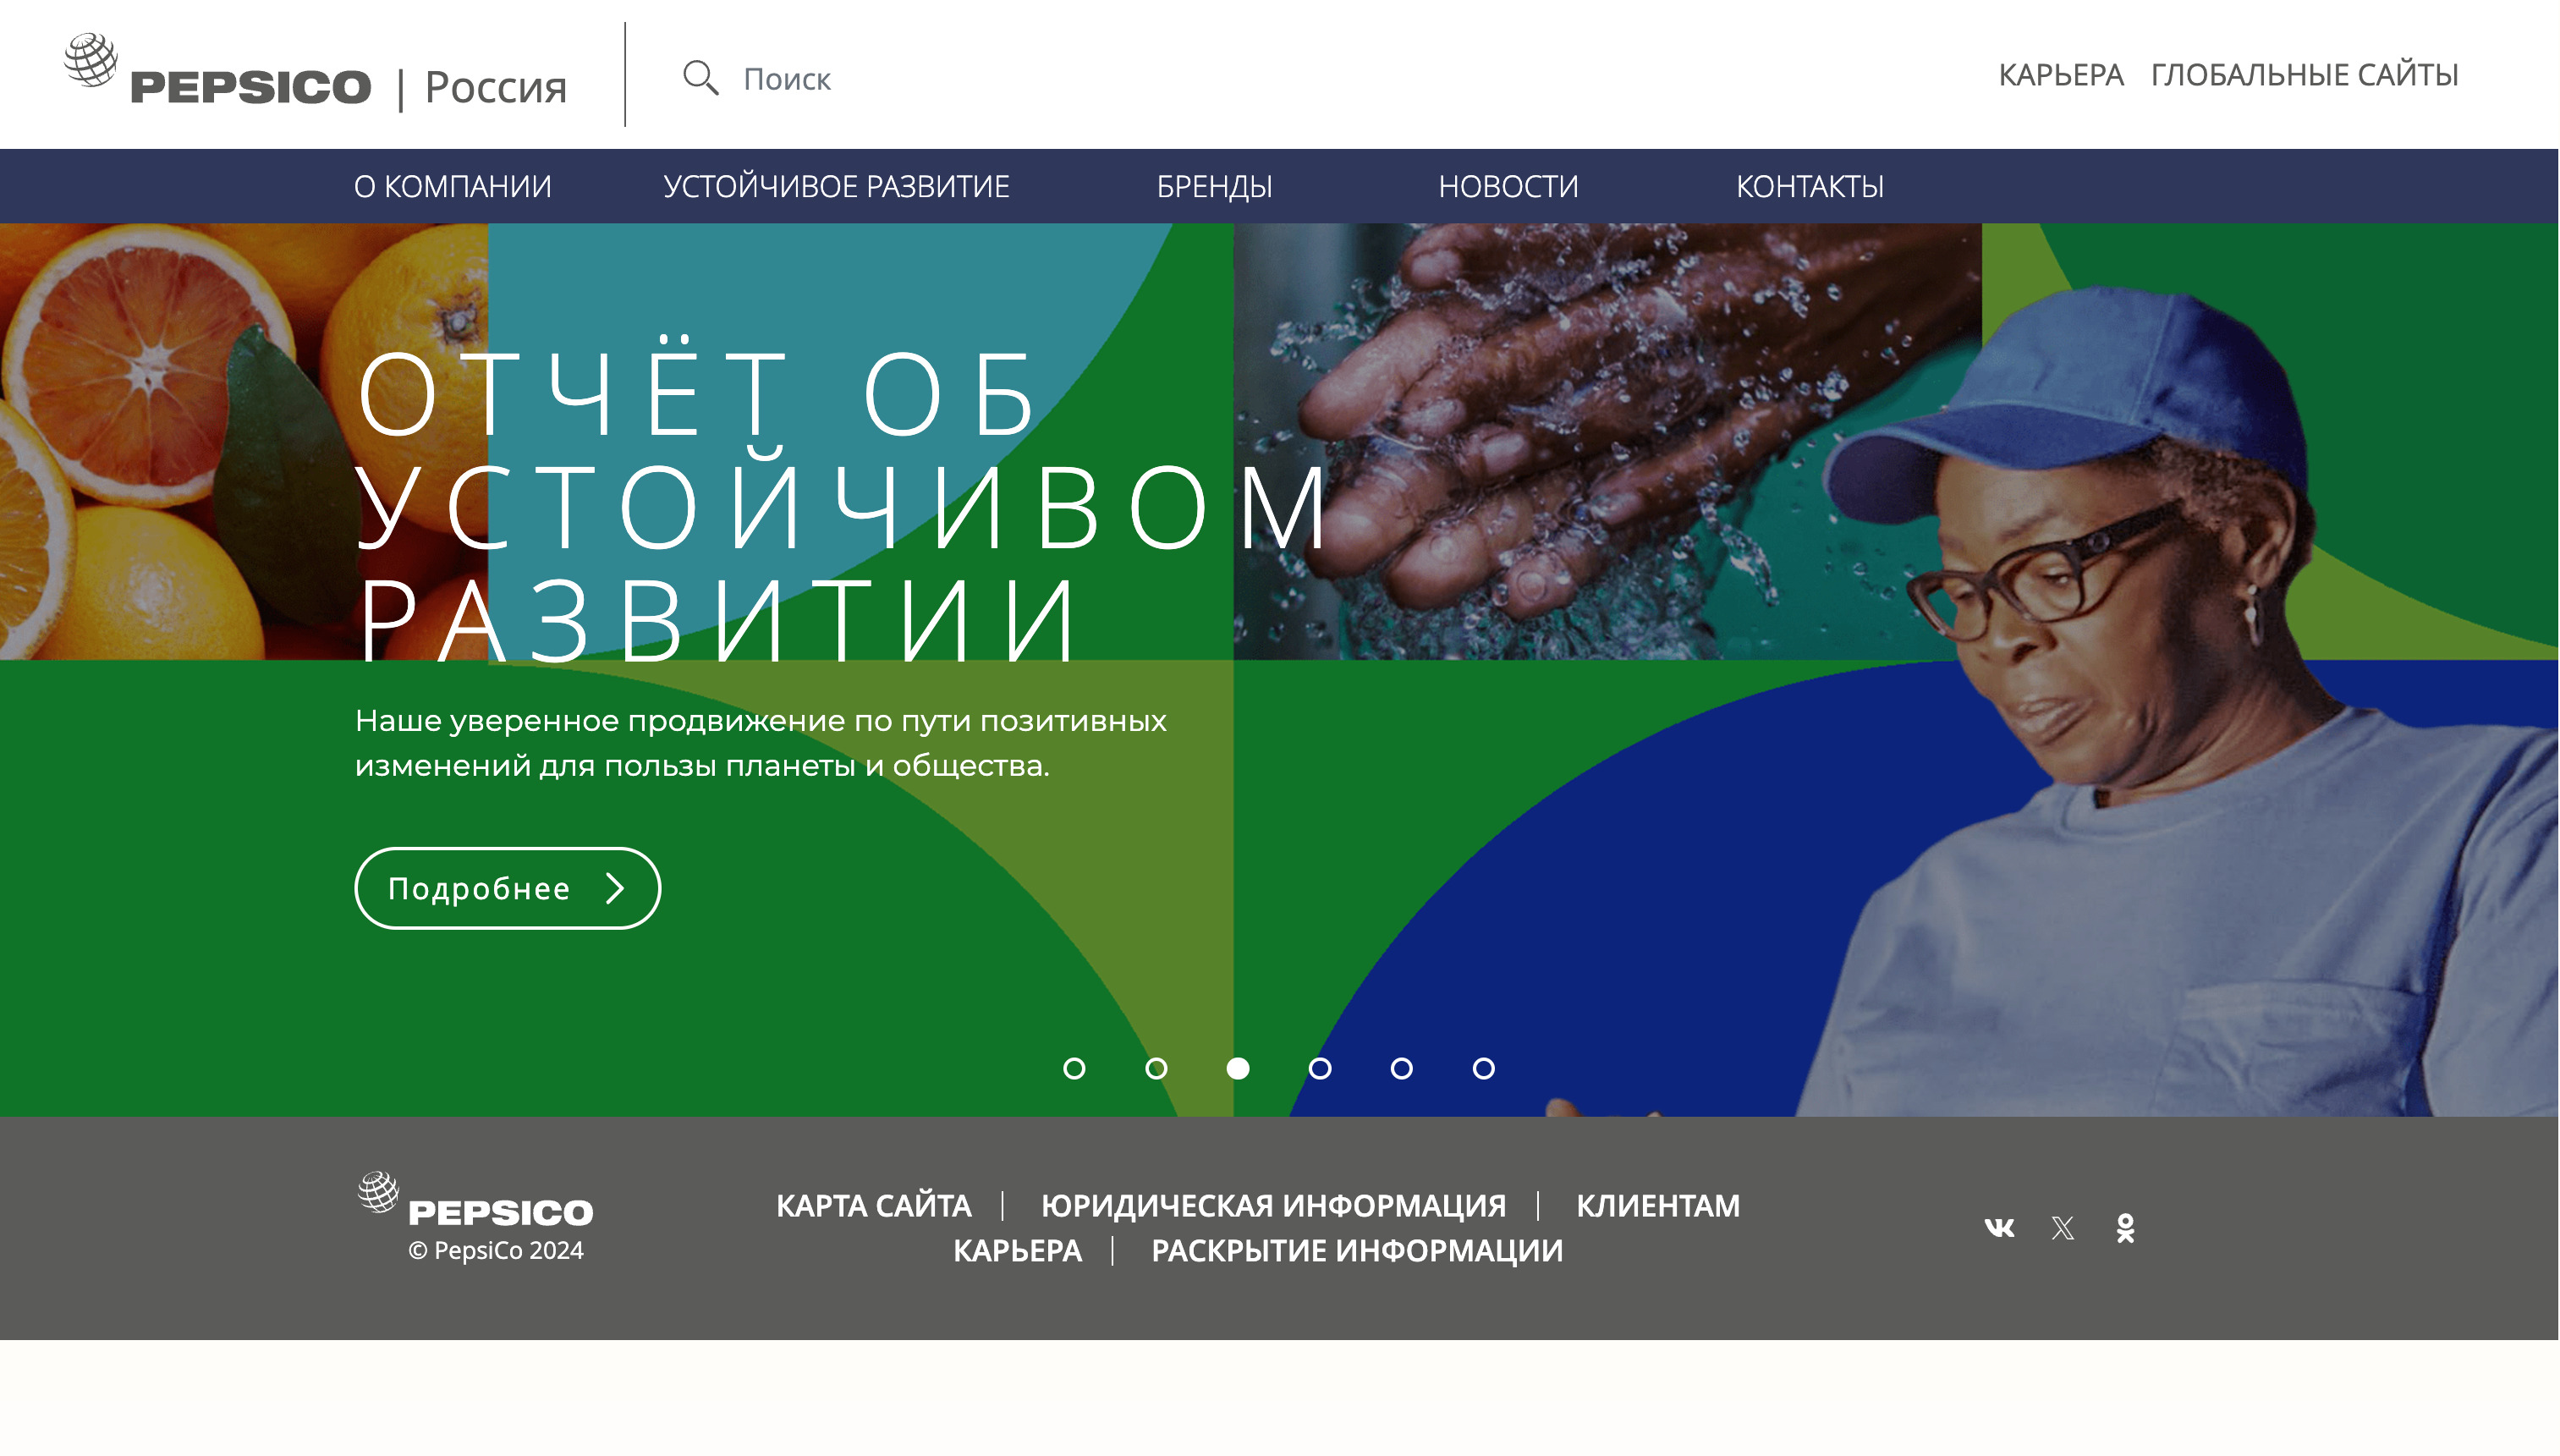 PEPSICO | Россия
Поиск
КАРЬЕРА ГЛОБАЛЬНЫЕ САЙТЫ
О КОМПАНИИ УСТОЙЧИВОЕ РАЗВИТИЕ БРЕНДЫ НОВОСТИ КОНТАКТЫ
ОТЧЁТ ОБ
УСТОЙЧИВОМ
РАЗВИТИИ
Наше уверенное продвижение по пути позитивных
изменений для пользы планеты и общества.
Подробнее
PEPSICO
© PepsiCo 2024
КАРТА САЙТА | ЮРИДИЧЕСКАЯ ИНФОРМАЦИЯ | КЛИЕНТАМ
КАРЬЕРА | РАСКРЫТИЕ ИНФОРМАЦИИ